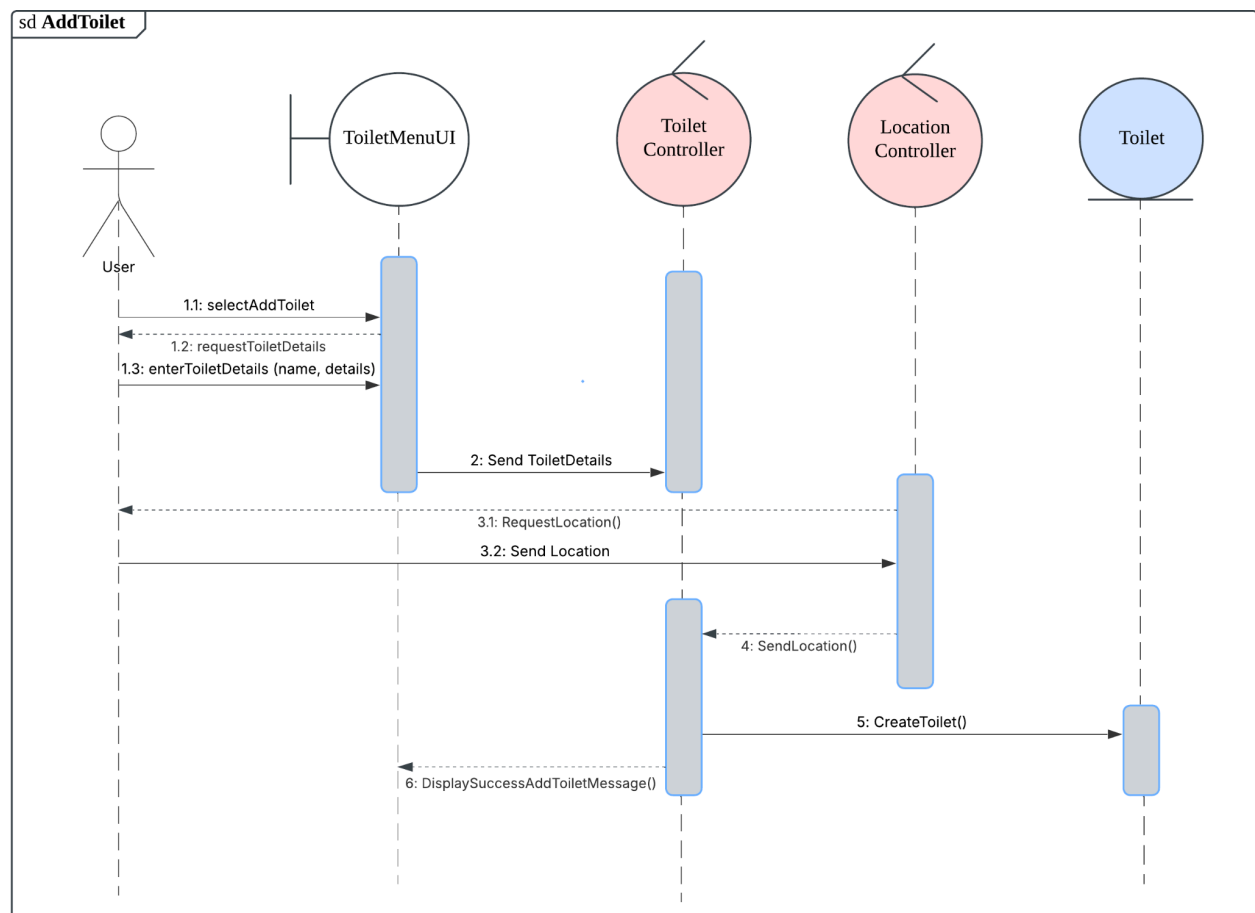 sd AddToilet
ToiletMenuUI
Toilet
Controller
Location
Controller
Toilet
User
1.1: selectAddToilet
1.2: requestToiletDetails
1.3: enterToiletDetails (name, details)
2: Send ToiletDetails
3.1: RequestLocation()
3.2: Send Location
4: SendLocation()
5: CreateToilet()
6: DisplaySuccessAddToiletMessage()